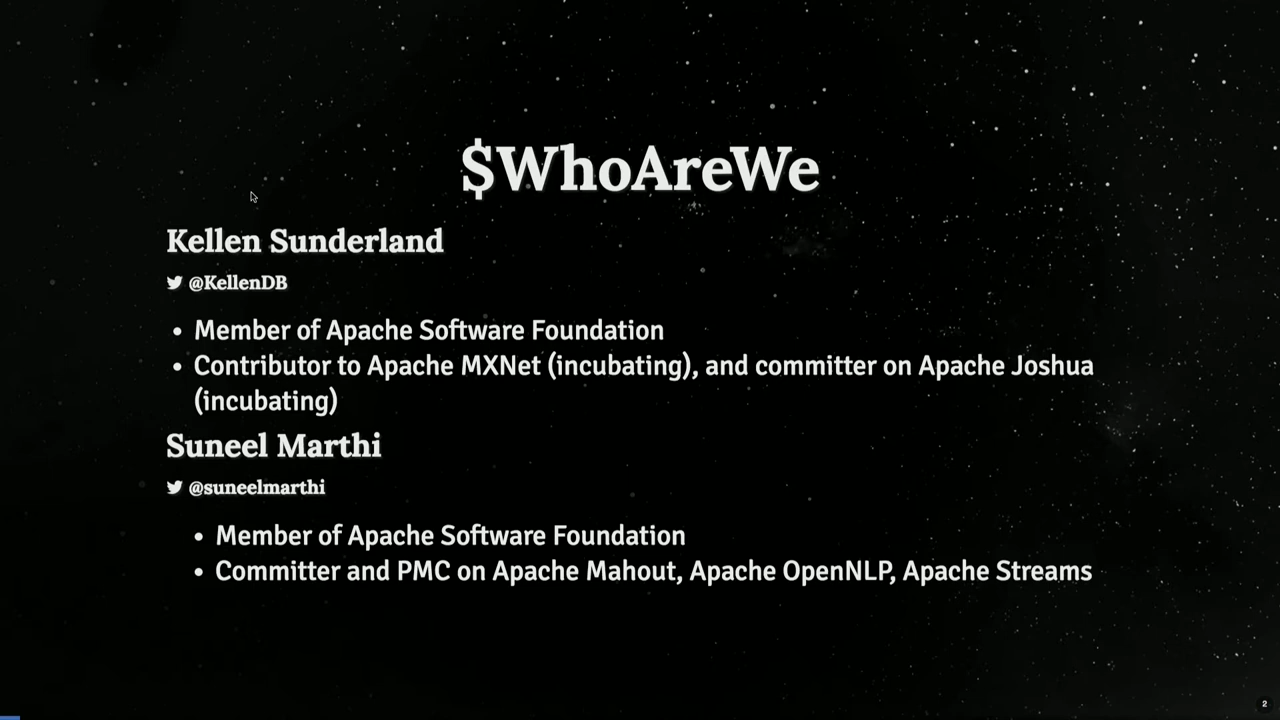 $WhoAreWe
Kellen Sunderland
@KellenDB
• Member of Apache Software Foundation
• Contributor to Apache MXNet (incubating), and committer on Apache Joshua
(incubating)
Suneel Marthi
@suneelmarthi
• Member of Apache Software Foundation
• Committer and PMC on Apache Mahout, Apache OpenNLP, Apache Streams
2